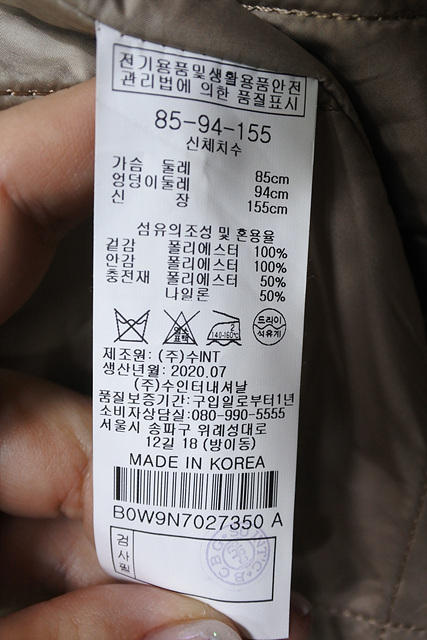 전기용품및생활용품안전
관리법에 의한 품질표시
85-94-155
신체치수
가슴 둘레 85cm
엉덩이둘레 94cm
신 장 155cm
섬유의조성 및 혼용율
겉감 폴리에스터 100%
안감 폴리에스터 100%
충전재 폴리에스터 50%
나일론 50%
염소표백 2 140-160℃ 드라이 석유계
제조원: (주)수INT
생산년월: 2020.07
(주)수인터내셔날
품질보증기간:구입일로부터1년
소비자상담실:080-990-5555
서울시 송파구 위례성대로
12길 18 (방이동)
MADE IN KOREA
B0W9N7027350 A
검사필